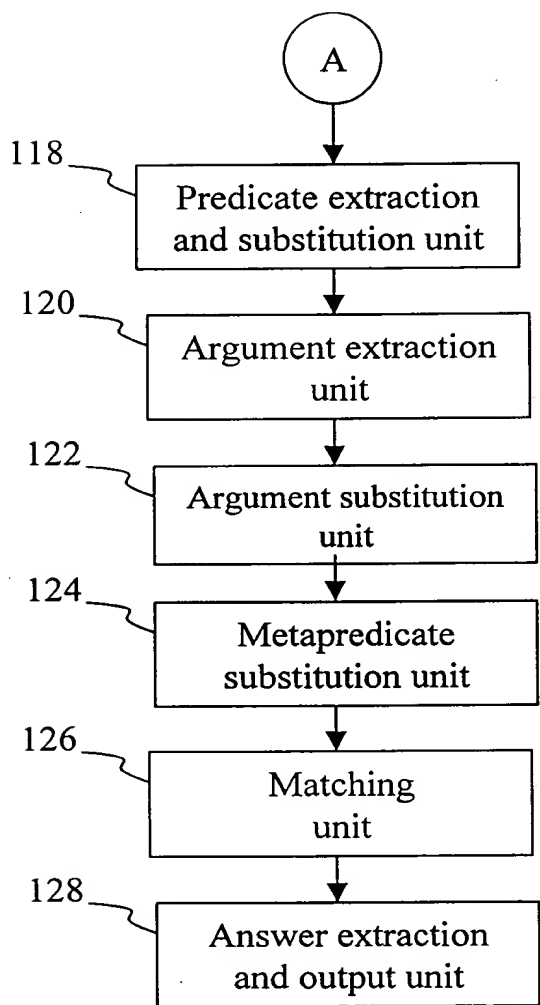 A
118
Predicate extraction
and substitution unit
120
Argument extraction
unit
122
Argument substitution
unit
124
Metapredicate
substitution unit
126
Matching
unit
128
Answer extraction
and output unit